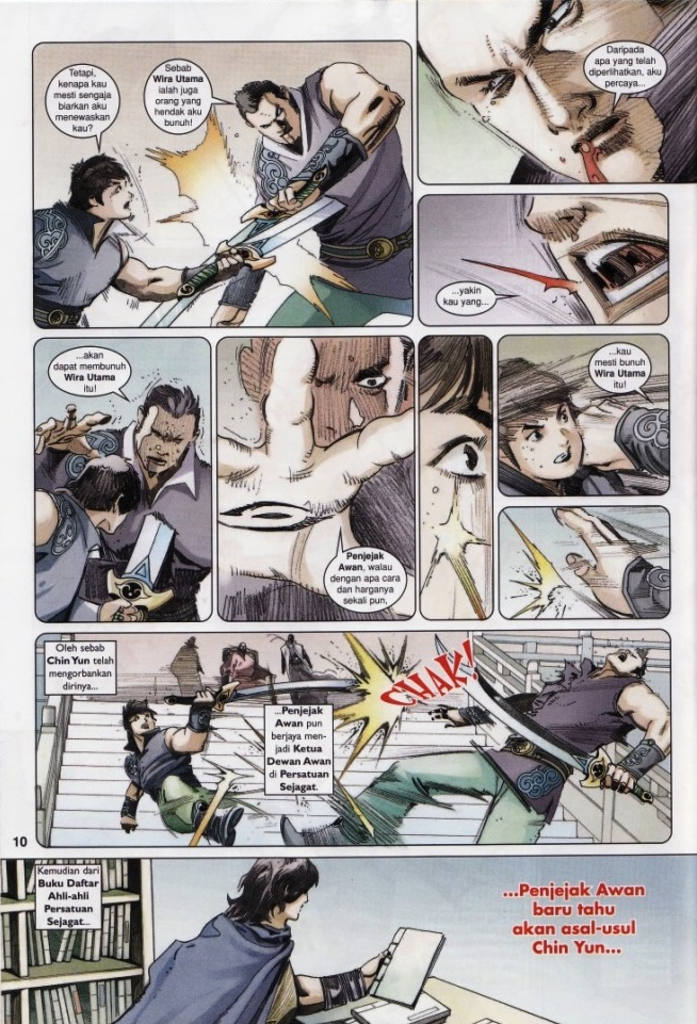 Tetapi,
kenapa kau
mesti sengaja
biarkan aku
menewaskan
kau?
Sebab
Wira Utama
ialah juga
orang yang
hendak aku
bunuh!
Daripada
apa yang telah
diperlihatkan, aku
percaya...
...yakin
kau yang...
...akan
dapat membunuh
Wira Utama
itu!
Penjejak
Awan, walau
dengan apa cara
dan harganya
sekali pun,
...kau
mesti bunuh
Wira Utama
itu!
Oleh sebab
Chin Yun telah
mengorbankan
dirinya...
...Penjejak
Awan pun
berjaya men-
jadi Ketua
Dewan Awan
di Persatuan
Sejagat.
CHAK!
10
Kemudian dari
Buku Daftar
Ahli-ahli
Persatuan
Sejagat...
...Penjejak Awan
baru tahu
akan asal-usul
Chin Yun...